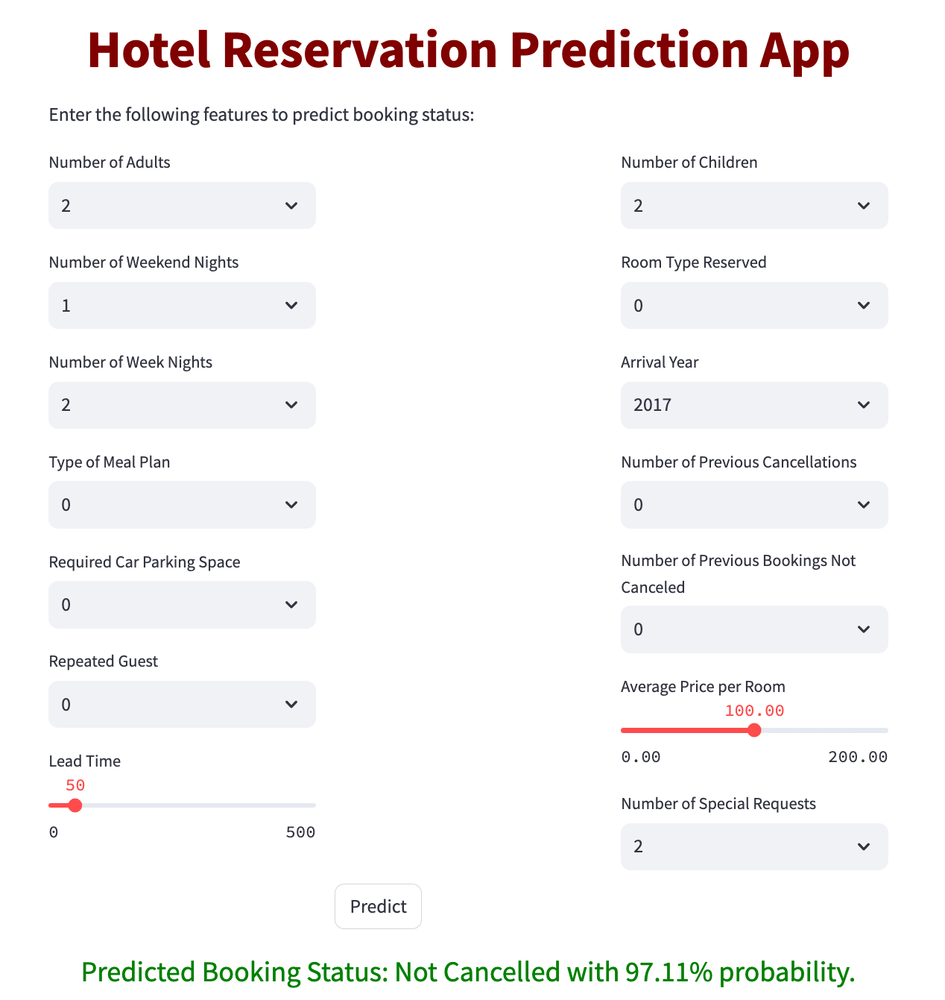 Hotel Reservation Prediction App
Enter the following features to predict booking status:
Number of Adults
2
Number of Weekend Nights
1
Number of Week Nights
2
Type of Meal Plan
0
Required Car Parking Space
0
Repeated Guest
0
Lead Time
50
0 500
Number of Children
2
Room Type Reserved
0
Arrival Year
2017
Number of Previous Cancellations
0
Number of Previous Bookings Not
Canceled
0
Average Price per Room
100.00
0.00 200.00
Number of Special Requests
2
Predict
Predicted Booking Status: Not Cancelled with 97.11% probability.